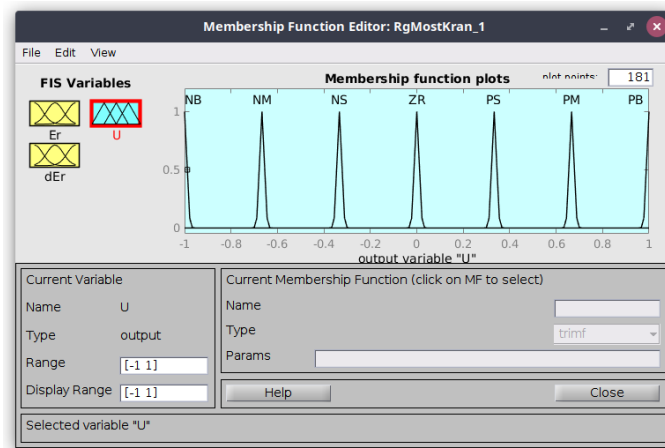 Membership Function Editor: RgMostKran_1
File Edit View
FIS Variables
Er
U
dEr
Membership function plots
plot points:
181
NB NM NS ZR PS PM PB
1
0.5
0
-1 -0.8 -0.6 -0.4 -0.2 0 0.2 0.4 0.6 0.8 1
output variable "U"
Current Variable
Name U
Type output
Range [-1 1]
Display Range [-1 1]
Current Membership Function (click on MF to select)
Name
Type trimf
Params
Help
Close
Selected variable "U"